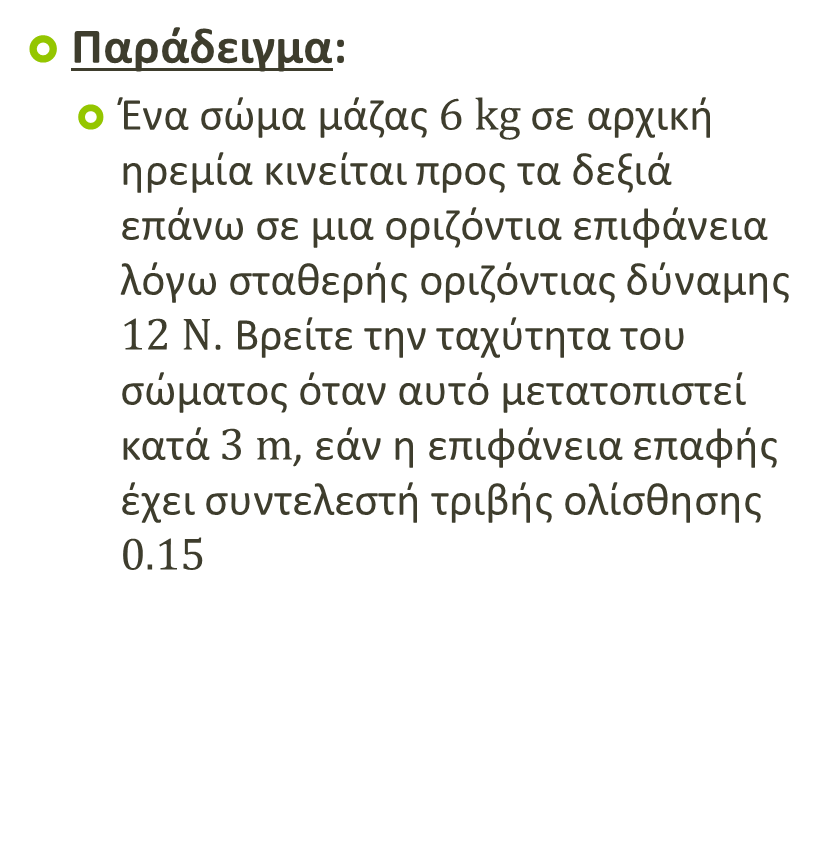 Παράδειγμα:
Ένα σώμα μάζας 6 kg σε αρχική
ηρεμία κινείται προς τα δεξιά
επάνω σε μια οριζόντια επιφάνεια
λόγω σταθερής οριζόντιας δύναμης
12 N. Βρείτε την ταχύτητα του
σώματος όταν αυτό μετατοπιστεί
κατά 3 m, εάν η επιφάνεια επαφής
έχει συντελεστή τριβής ολίσθησης
0.15